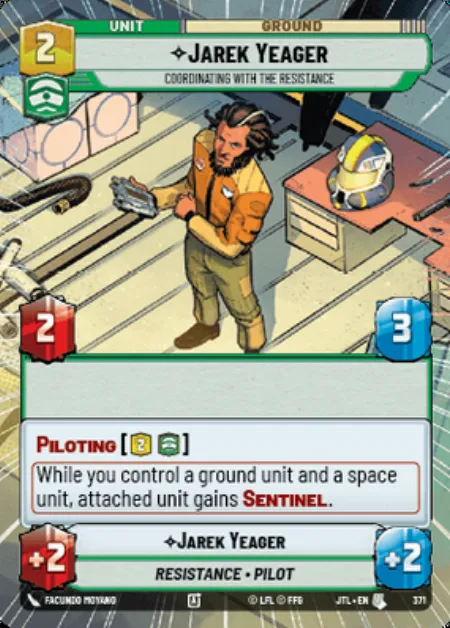 UNIT GROUND
2
JAREK YEAGER
COORDINATING WITH THE RESISTANCE
2 3
PILOTING [2 ]
While you control a ground unit and a space
unit, attached unit gains SENTINEL.
JAREK YEAGER
+2 +2
RESISTANCE • PILOT
FACUNDO MOYANO A © LFL © FFG JTL • EN 371